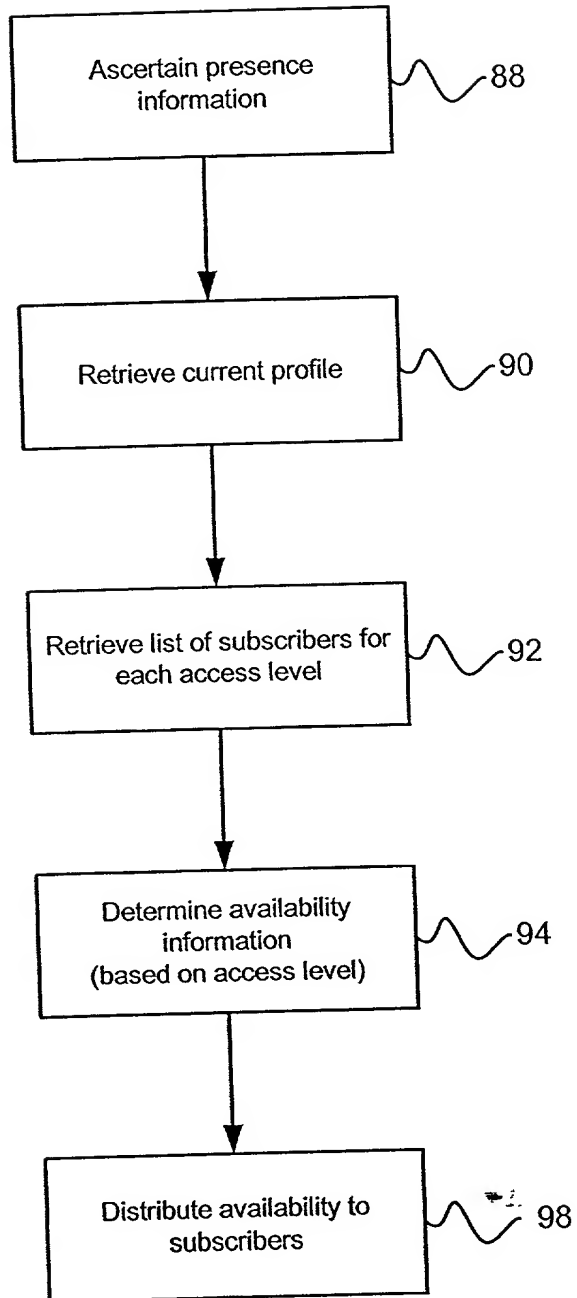 Ascertain presence
information
88
Retrieve current profile
90
Retrieve list of subscribers for
each access level
92
Determine availability
information
(based on access level)
94
Distribute availability to
subscribers
98